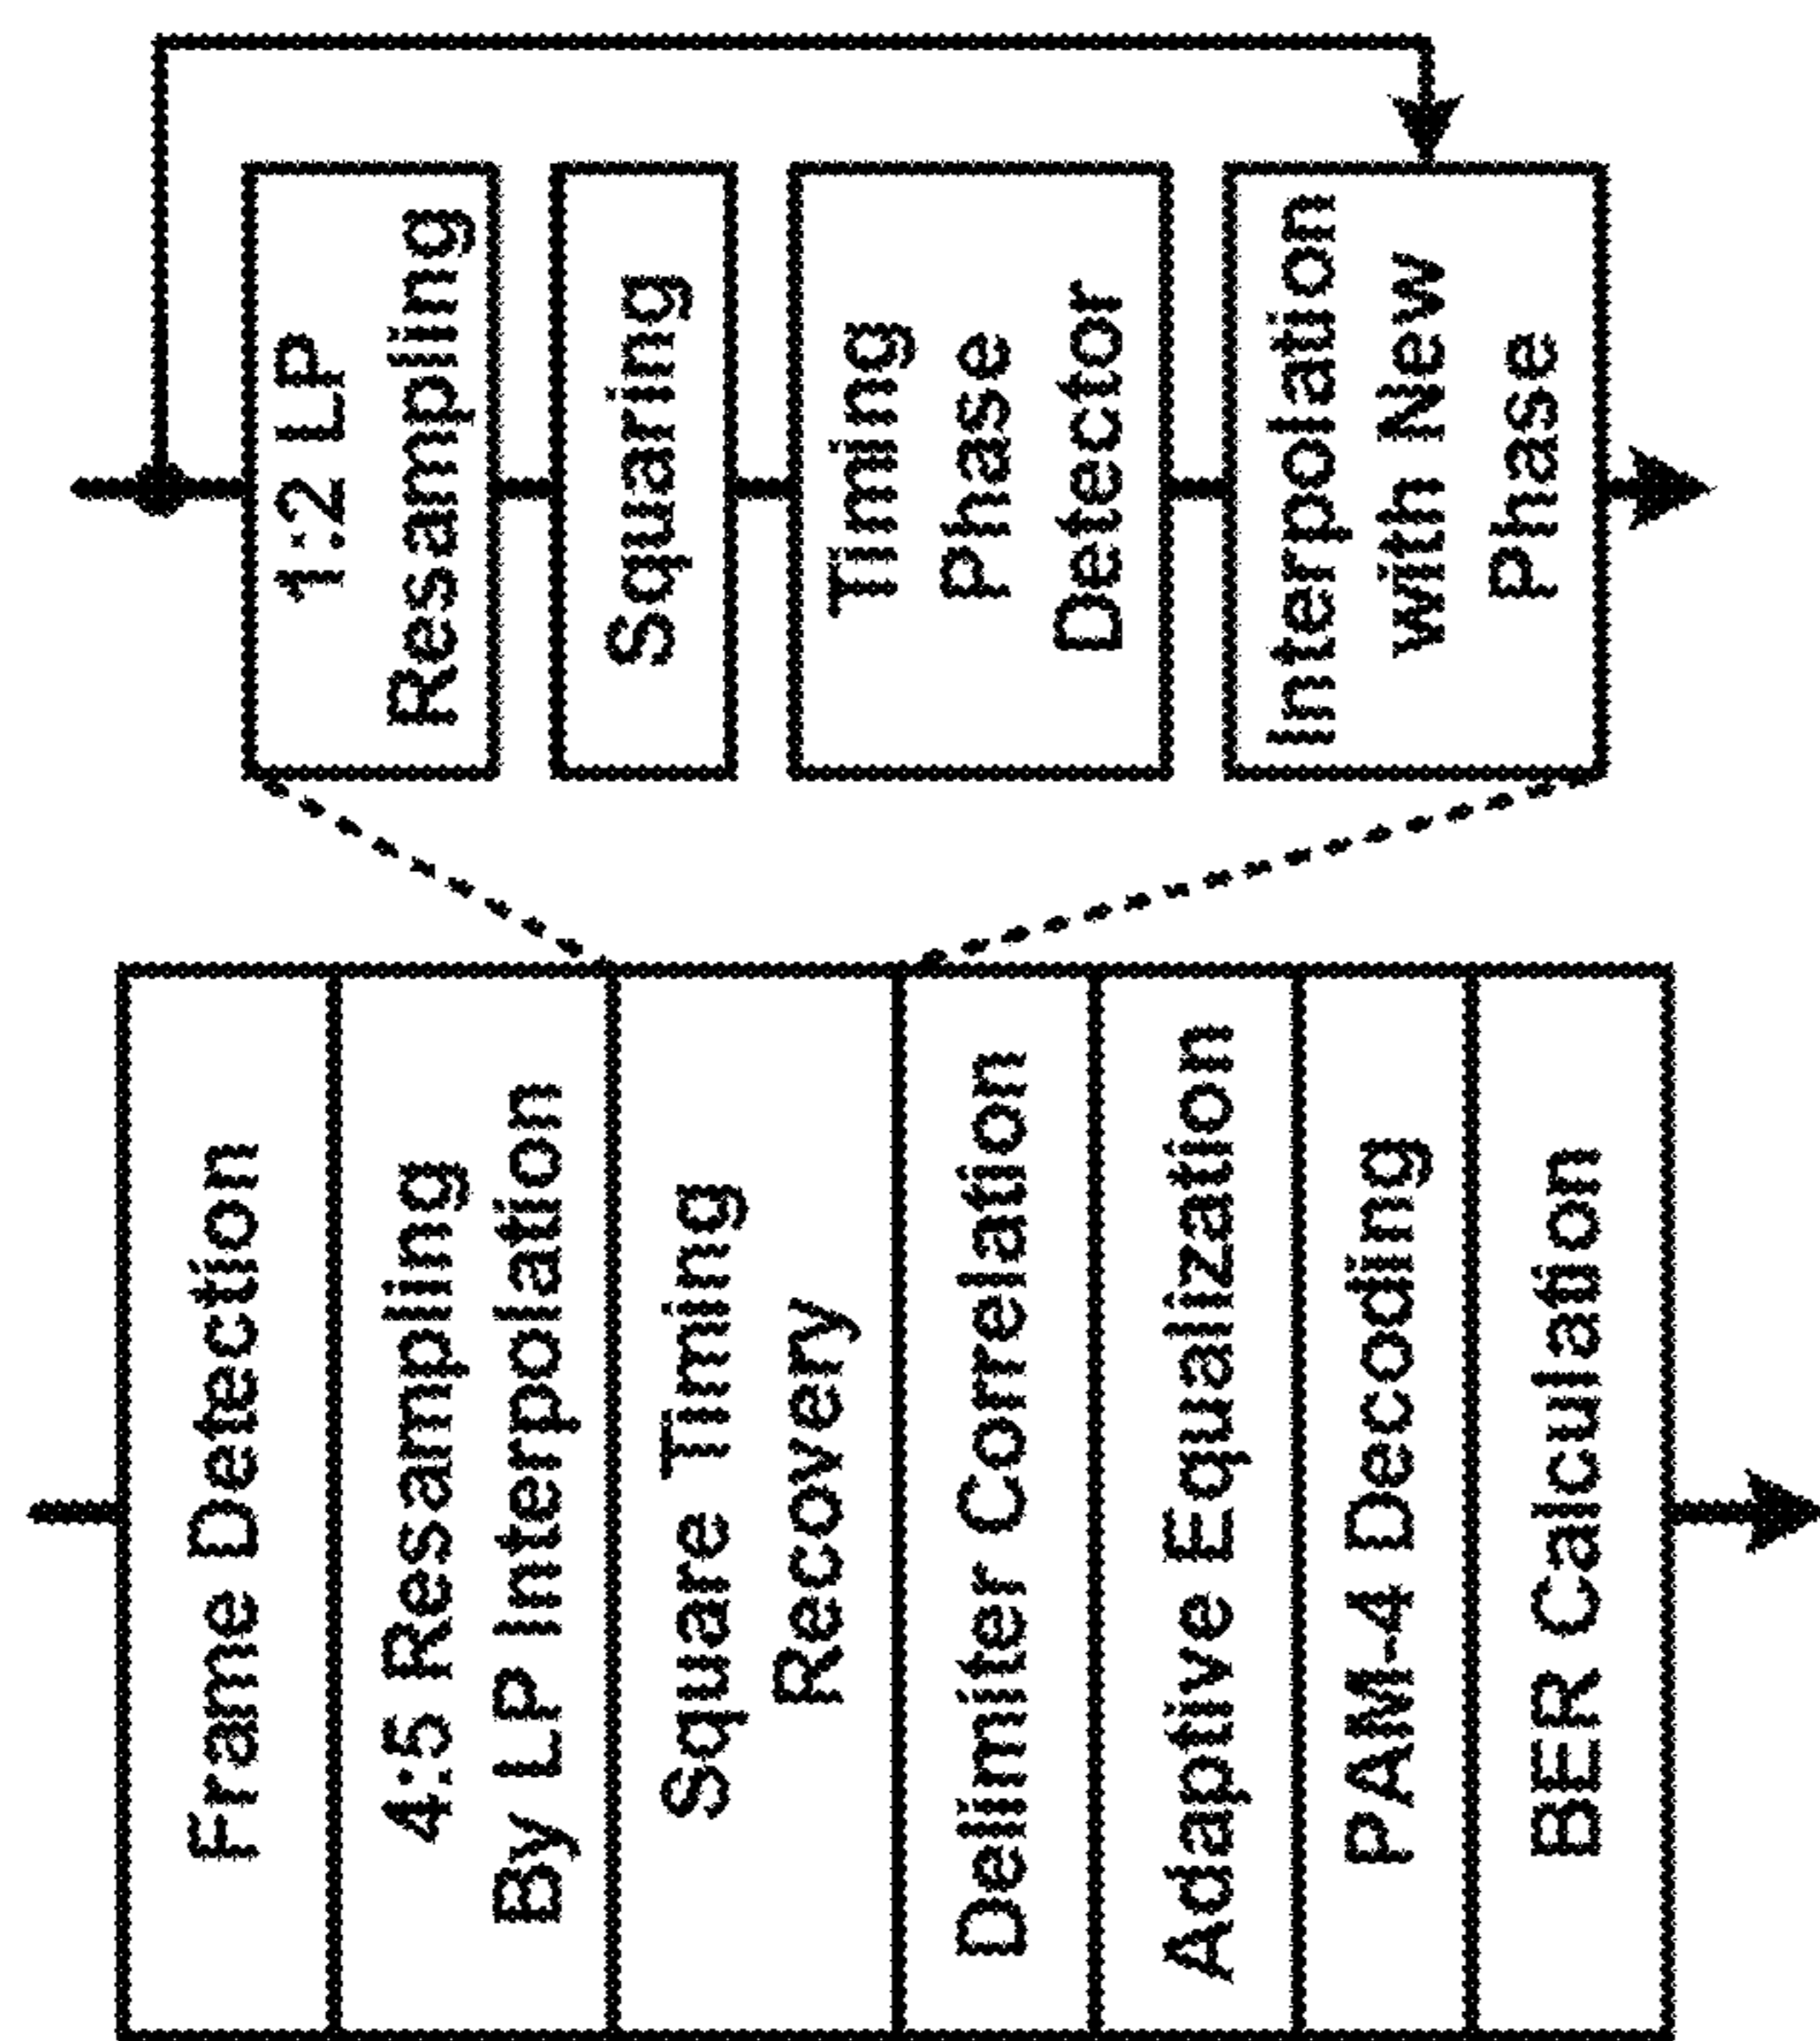 Frame Detection
4:5 Resampling
By LP Interpolation
Square Timing
Recovery
Delimiter Correlation
Adaptive Equalization
PAM-4 Decoding
BER Calculation
1:2 LP
Resampling
Squaring
Timing
Phase
Detector
Interpolation
with New
Phase